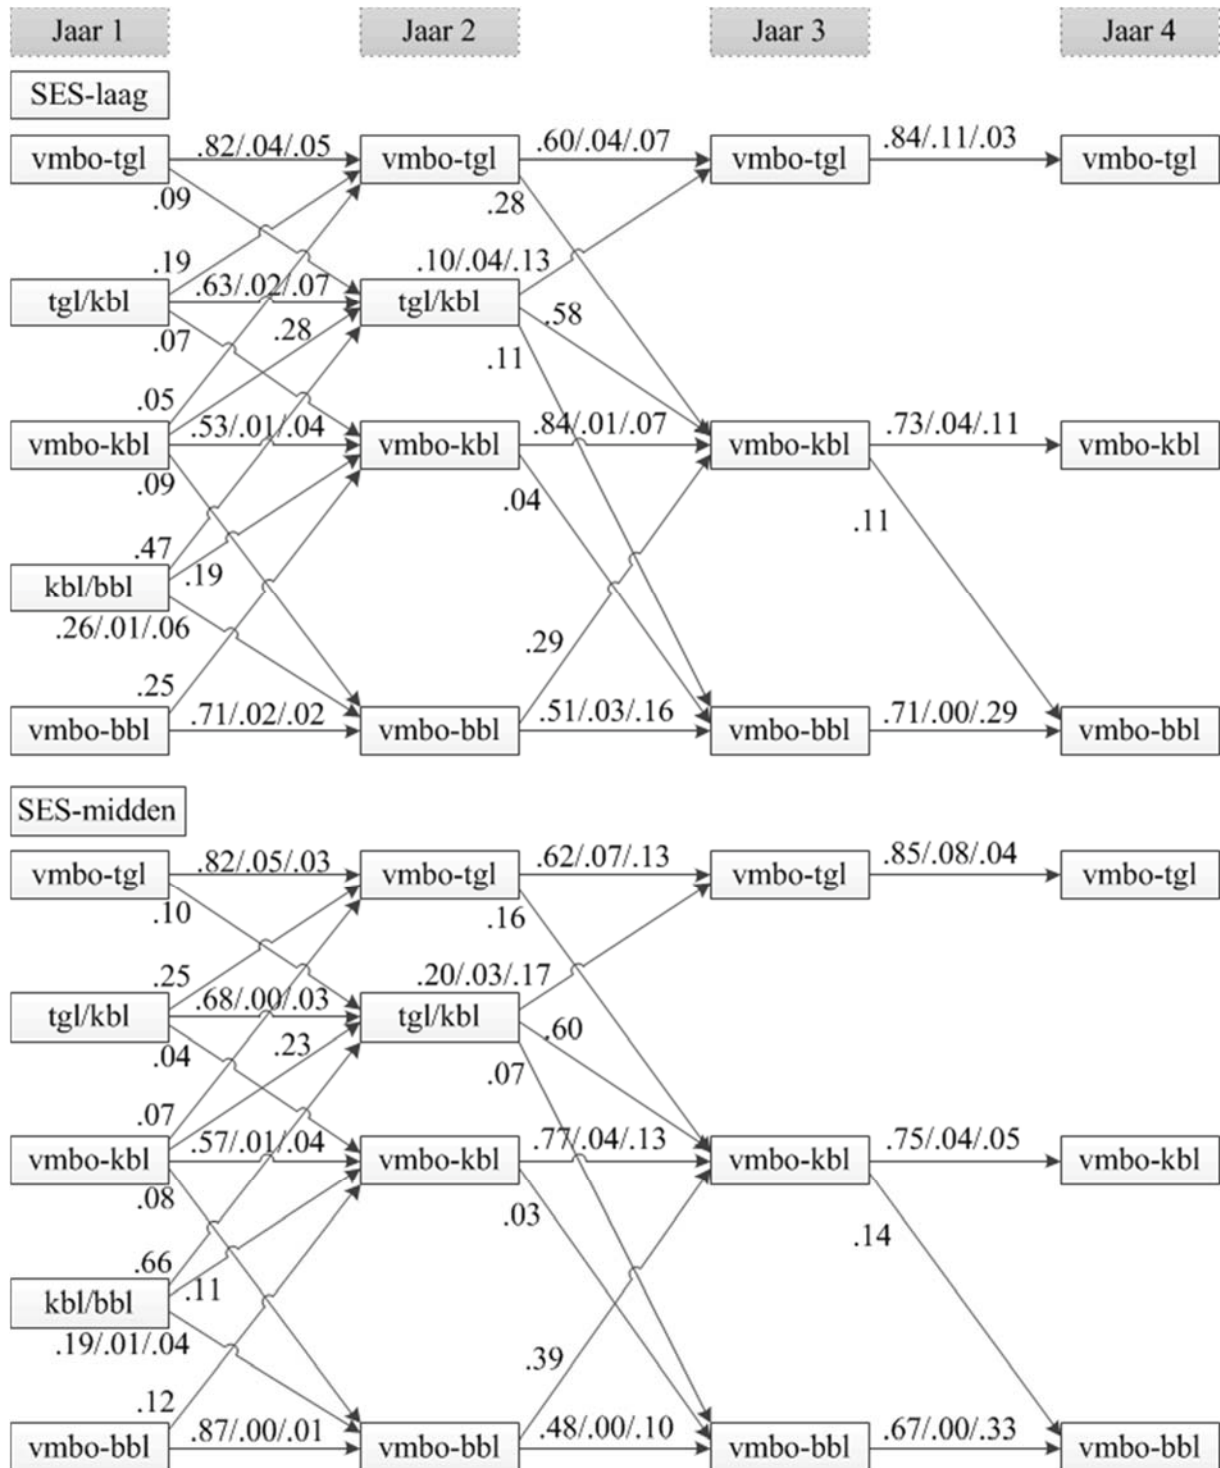 Jaar 1 Jaar 2 Jaar 3 Jaar 4
SES-laag
vmbo-tgl .82/.04/.05 vmbo-tgl .60/.04/.07 vmbo-tgl .84/.11/.03 vmbo-tgl
.09 .28
.19 .10/.04/.13
tgl/kbl .63/.02/.07 tgl/kbl .58
.07 .28 .11
.05
vmbo-kbl .53/.01/.04 vmbo-kbl .84/.01/.07 vmbo-kbl .73/.04/.11 vmbo-kbl
.09 .04 .11
.47
kbl/bbl .19
.26/.01/.06 .29
.25
vmbo-bbl .71/.02/.02 vmbo-bbl .51/.03/.16 vmbo-bbl .71/.00/.29 vmbo-bbl
SES-midden
vmbo-tgl .82/.05/.03 vmbo-tgl .62/.07/.13 vmbo-tgl .85/.08/.04 vmbo-tgl
.10 .16
.25 .20/.03/.17
tgl/kbl .68/.00/.03 tgl/kbl .60
.04 .23 .07
.07
vmbo-kbl .57/.01/.04 vmbo-kbl .77/.04/.13 vmbo-kbl .75/.04/.05 vmbo-kbl
.08 .03 .14
.66
kbl/bbl .11
.19/.01/.04 .39
.12
vmbo-bbl .87/.00/.01 vmbo-bbl .48/.00/.10 vmbo-bbl .67/.00/.33 vmbo-bbl